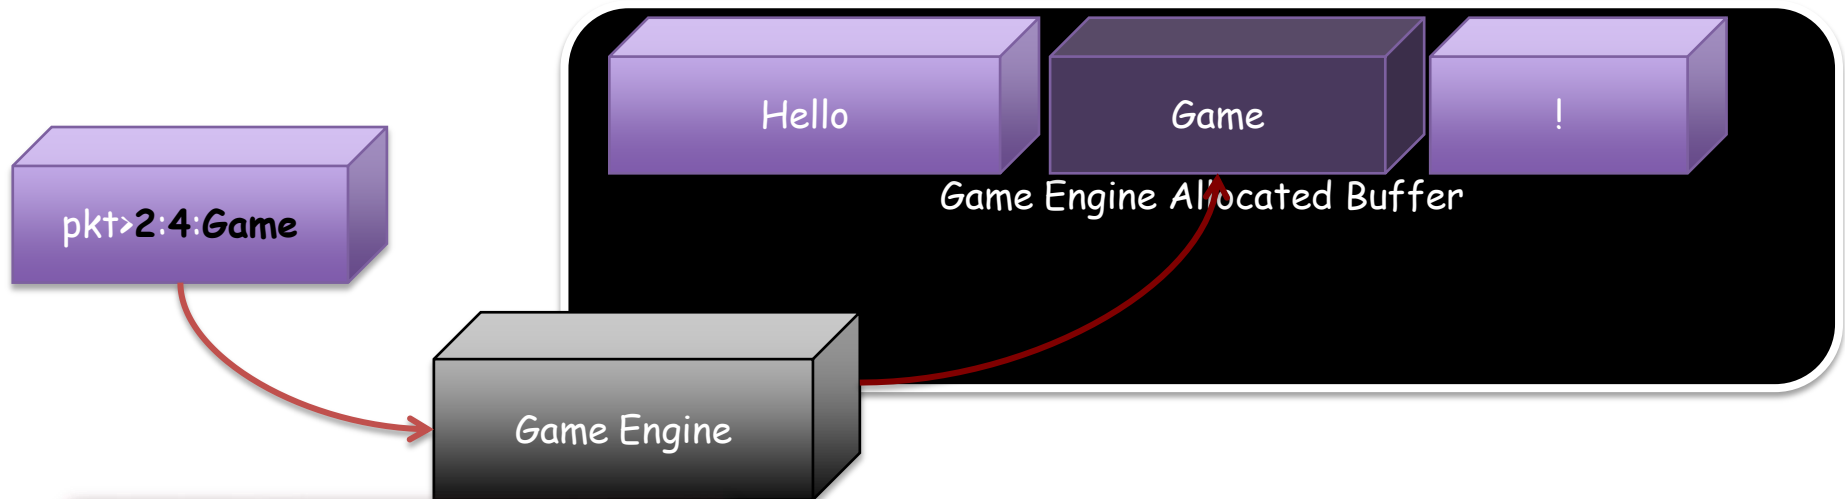 Hello
Game
!
Game Engine Allocated Buffer
pkt>2:4:Game
Game Engine